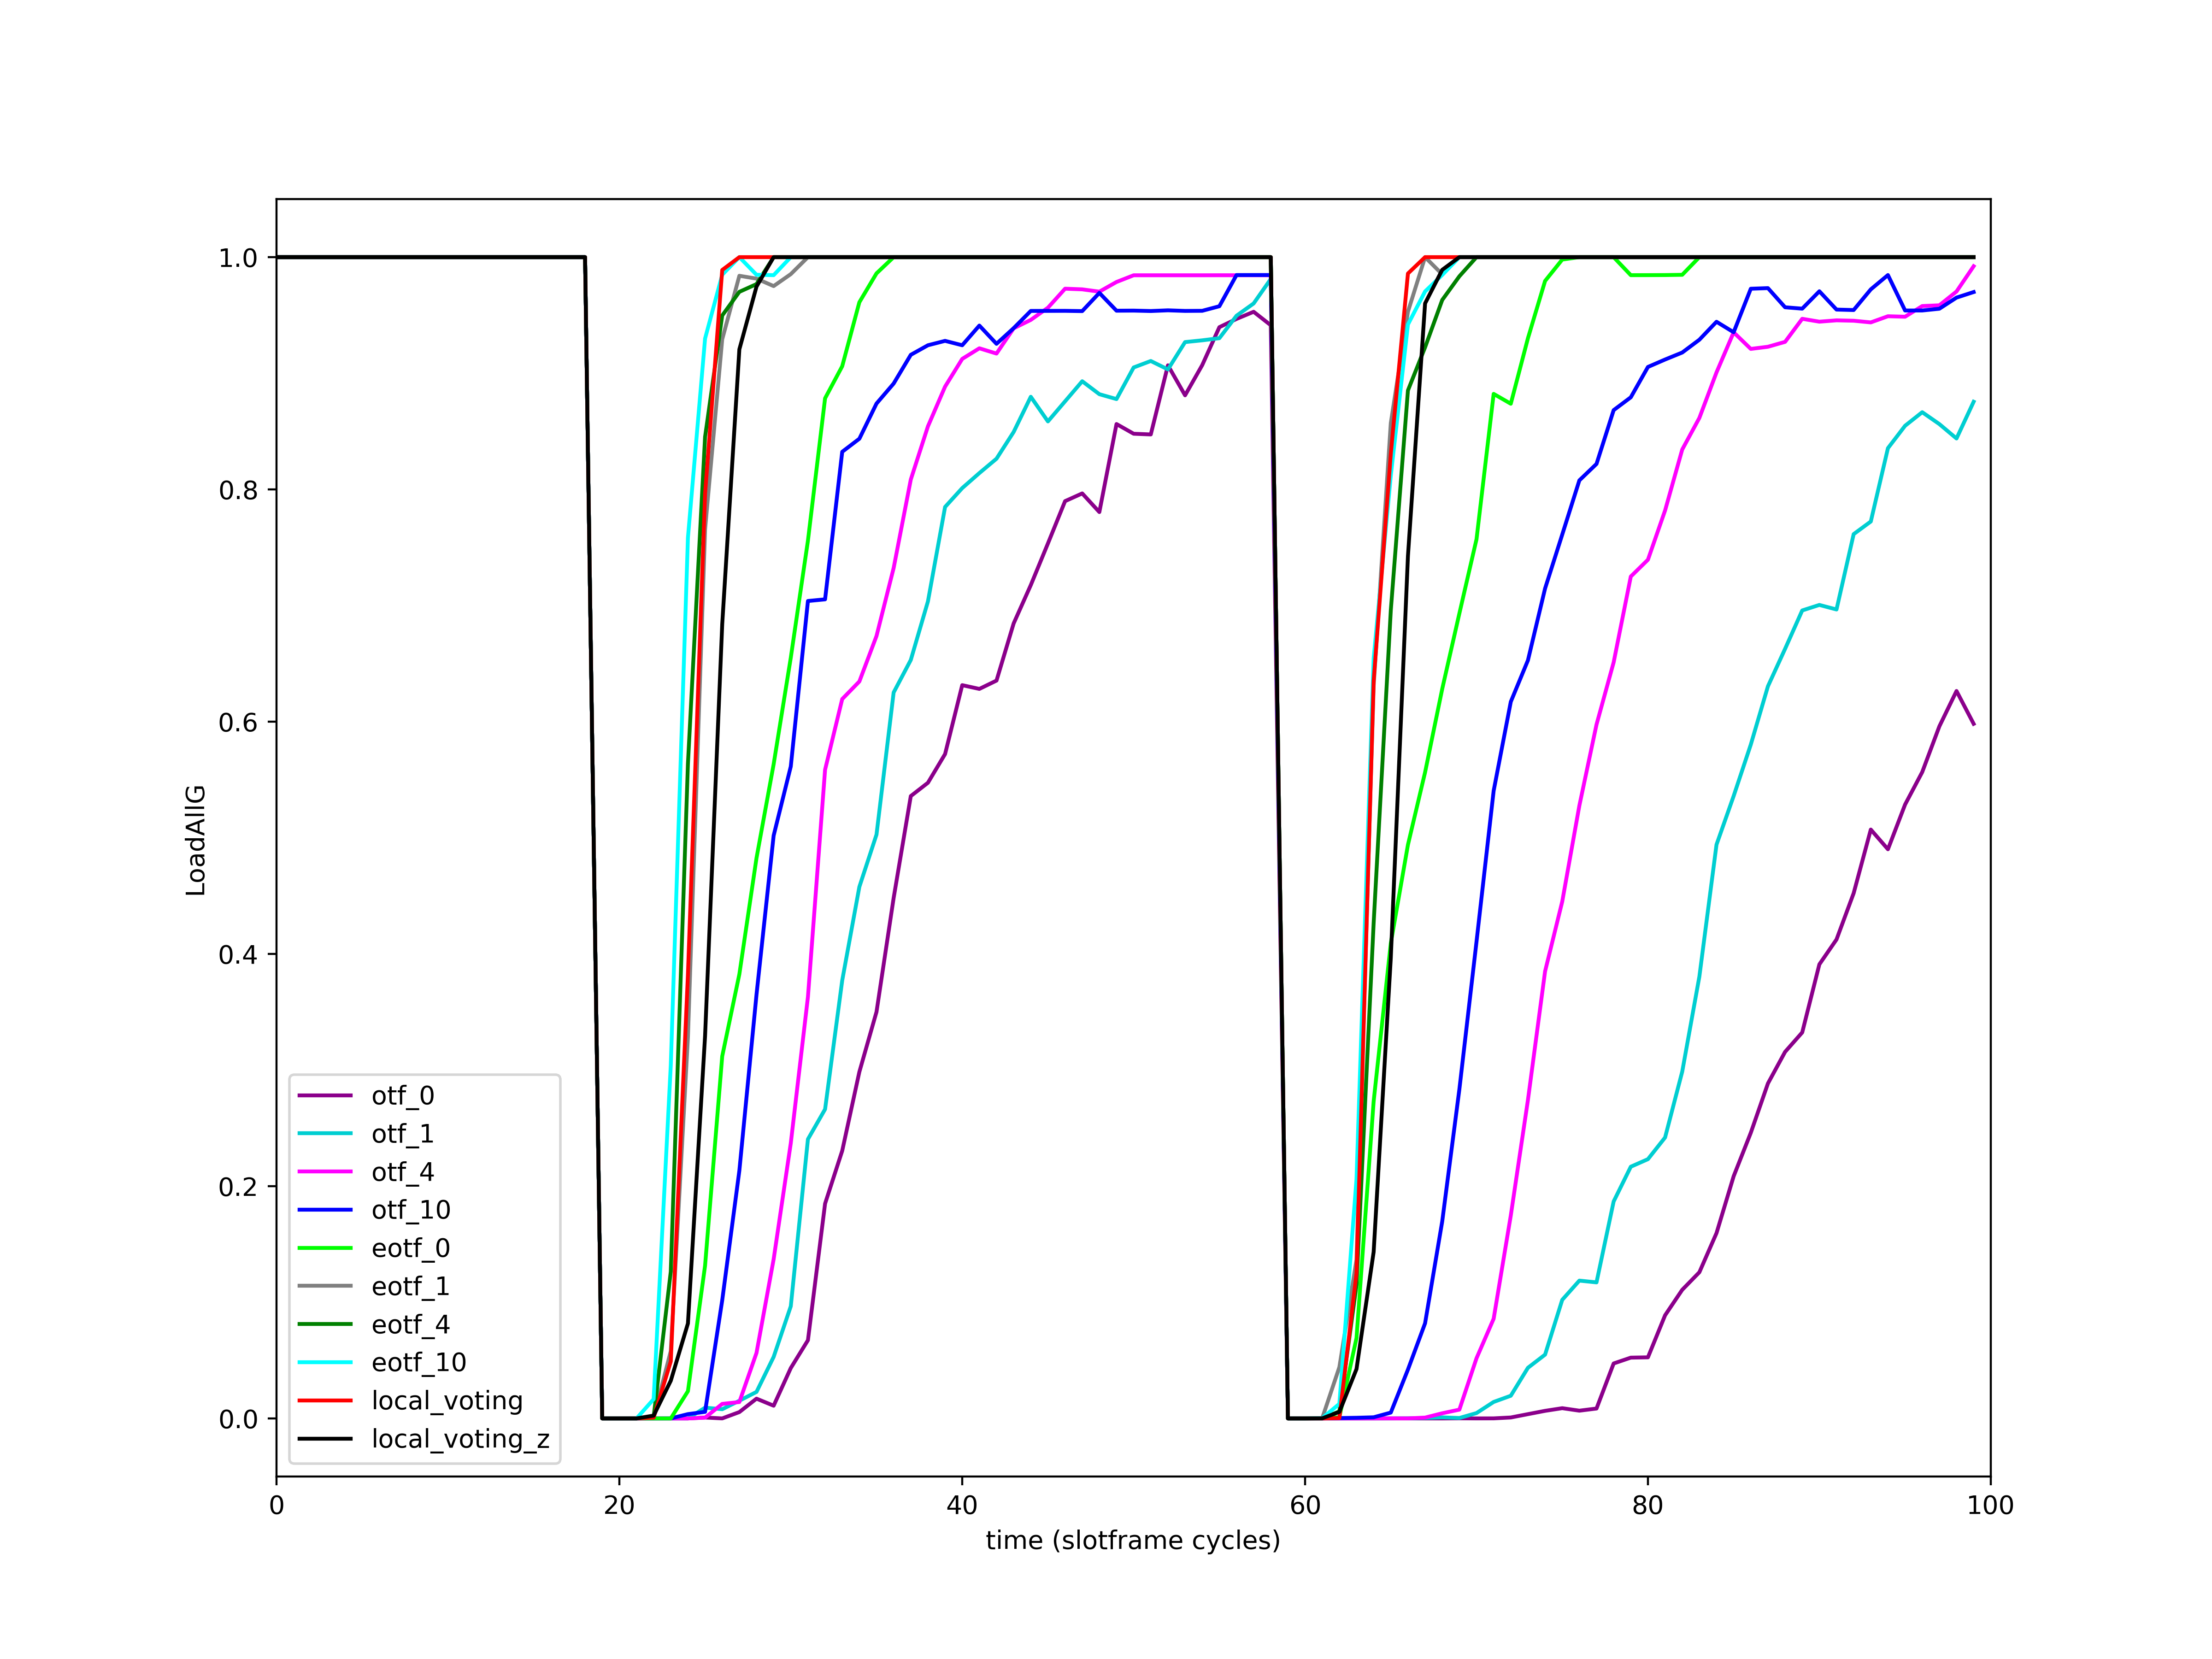 1.0
0.8
0.6
0.4
0.2
0.0
LoadAllG
otf_0
otf_1
otf_4
otf_10
eotf_0
eotf_1
eotf_4
eotf_10
local_voting
local_voting_z
0 20 40 60 80 100
time (slotframe cycles)